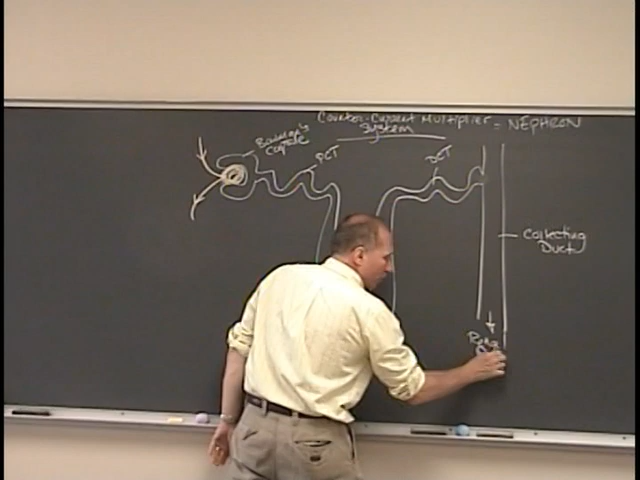 Counter-Current Multiplier = NEPHRON
System
Bowman's
Capsule
PCT
DCT
Collecting
Duct